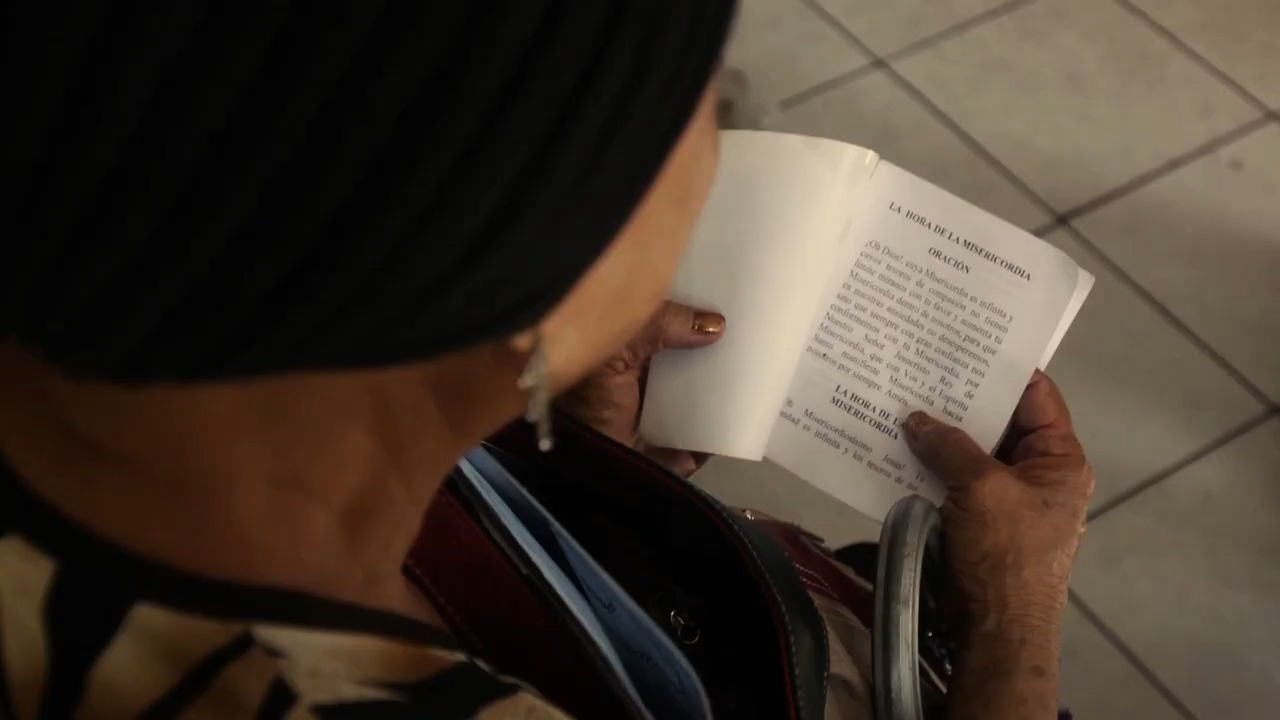 LA HORA DE LA MISERICORDIA
ORACIÓN
¡Oh Dios!, cuya Misericordia es infinita y
cuyos tesoros de compasión no tienen
límite míranos con tu favor y aumenta tu
Misericordia dentro de nosotros, para que
en nuestras ansiedades no desesperemos,
sino que siempre con gran confianza nos
conformemos con tu Misericordia, por
Nuestro Señor Jesucristo Rey de
Misericordia, que con Vos y el Espíritu
Santo manifieste Misericordia hacia
nosotros por siempre. Amén.
LA HORA DE LA
MISERICORDIA
Oh Misericordiosísimo Jesús! Tu
es infinita y los tesoros de tus